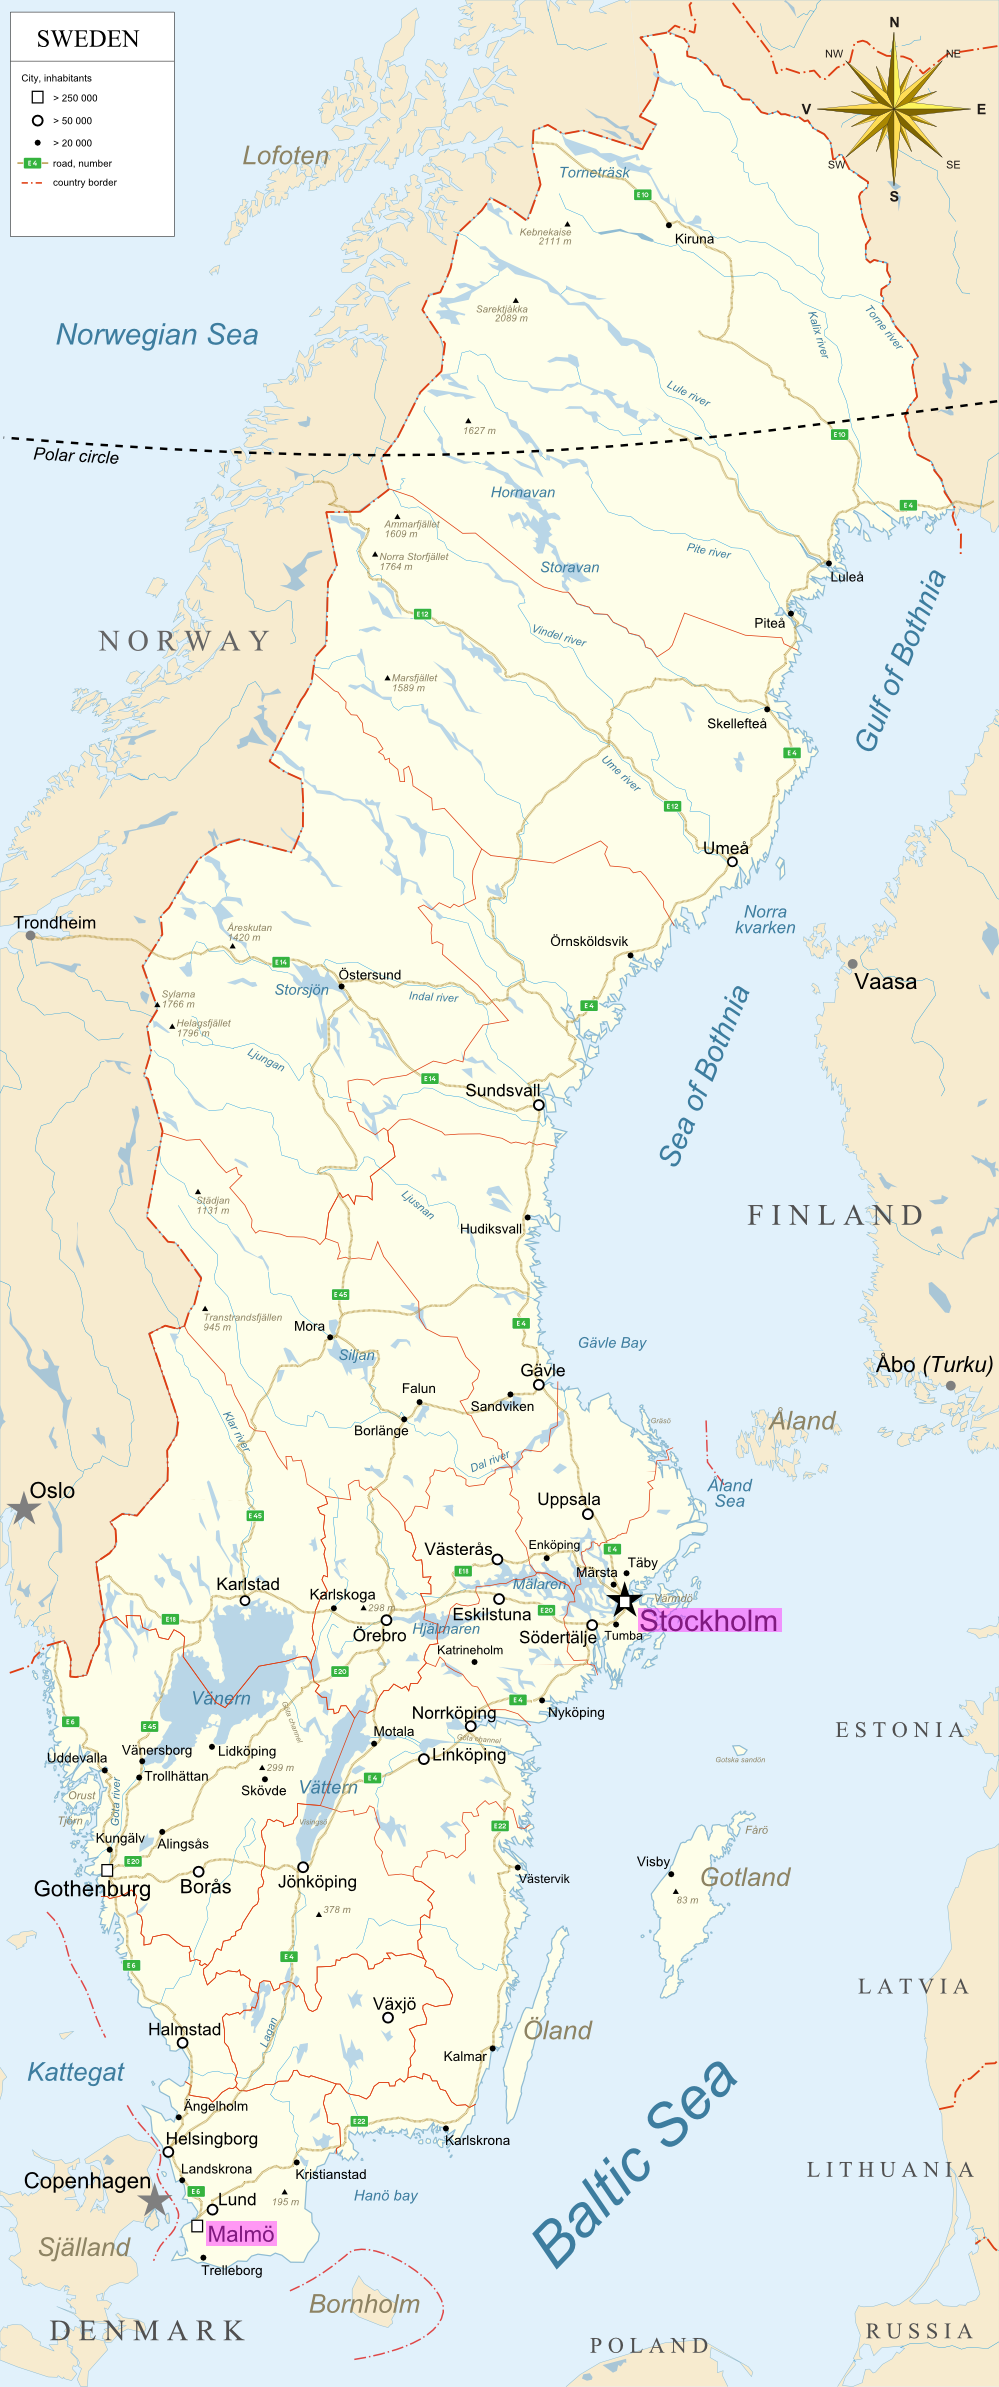 SWEDEN
City, inhabitants
> 250 000
> 50 000
> 20 000
E4 road, number
country border
N
NW
NE
V
E
SW
SE
S
Lofoten
Torneträsk
E10
Kebnekaise
2111 m
Kiruna
Sarektjåkka
2089 m
Norwegian Sea
Kalix river
Torne river
Lule river
1627 m
E10
Polar circle
Hornavan
E4
Ammarfjället
1609 m
Norra Storfjället
1764 m
Pite river
Storavan
Luleå
E12
Piteå
Vindel river
NORWAY
Gulf of Bothnia
Marsfjället
1589 m
Skellefteå
E4
Ume river
E12
Umeå
Norra
kvarken
Trondheim
Åreskutan
1420 m
Örnsköldsvik
E14
Östersund
Storsjön
Indal river
Vaasa
Sylarna
1766 m
E4
Helagsfjället
1796 m
Ljungan
E14
Sundsvall
Sea of Bothnia
Städjan
1131 m
Ljusnan
Hudiksvall
FINLAND
E45
Transtrandsfjällen
945 m
Mora
E4
Siljan
Gävle Bay
Gävle
Åbo (Turku)
Falun
Sandviken
Borlänge
Klar river
Gräsö
Åland
Dal river
Åland
Sea
Oslo
Uppsala
E45
Västerås
Enköping
E4
Täby
E18
Märsta
Mälaren
Karlstad
Karlskoga
298 m
Värmdö
E18
Eskilstuna
E20
Stockholm
Örebro
Hjälmaren
Södertälje
Tumba
Katrineholm
E20
Vänern
Göta channel
E4
Norrköping
Nyköping
E6
E45
Motala
Göta channel
ESTONIA
Uddevalla
Vänersborg
Lidköping
Linköping
Gotska sandön
Trollhättan
299 m
Skövde
E4
Vättern
Orust
Göta river
Tjörn
Visingsö
E22
Fårö
Kungälv
Alingsås
E20
Visby
Gotland
Gothenburg
Borås
Jönköping
Västervik
83 m
378 m
E6
E4
LATVIA
Växjö
Halmstad
Lagan
Öland
Kalmar
Kattegat
Baltic Sea
Ängelholm
E22
Helsingborg
Karlskrona
Landskrona
Kristianstad
LITHUANIA
Copenhagen
E6
Lund
195 m
Hanö bay
Malmö
Själland
Trelleborg
Bornholm
DENMARK
POLAND
RUSSIA